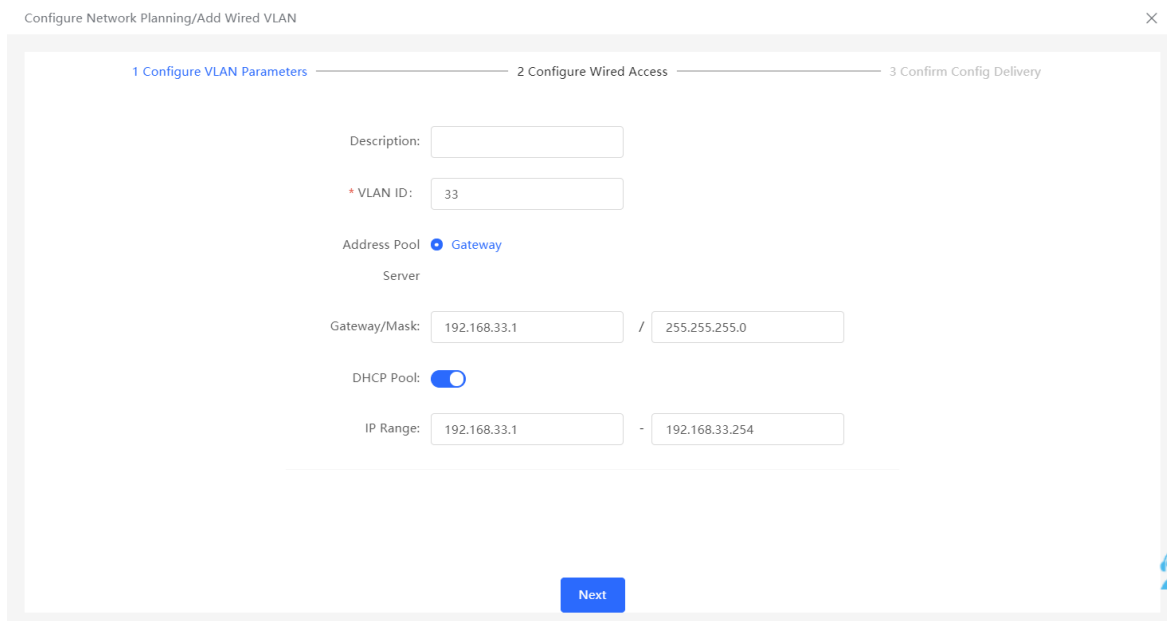 Configure Network Planning/Add Wired VLAN
1 Configure VLAN Parameters
2 Configure Wired Access
3 Confirm Config Delivery
Description:
* VLAN ID: 33
Address Pool Gateway
Server
Gateway/Mask: 192.168.33.1 / 255.255.255.0
DHCP Pool:
IP Range: 192.168.33.1 - 192.168.33.254
Next